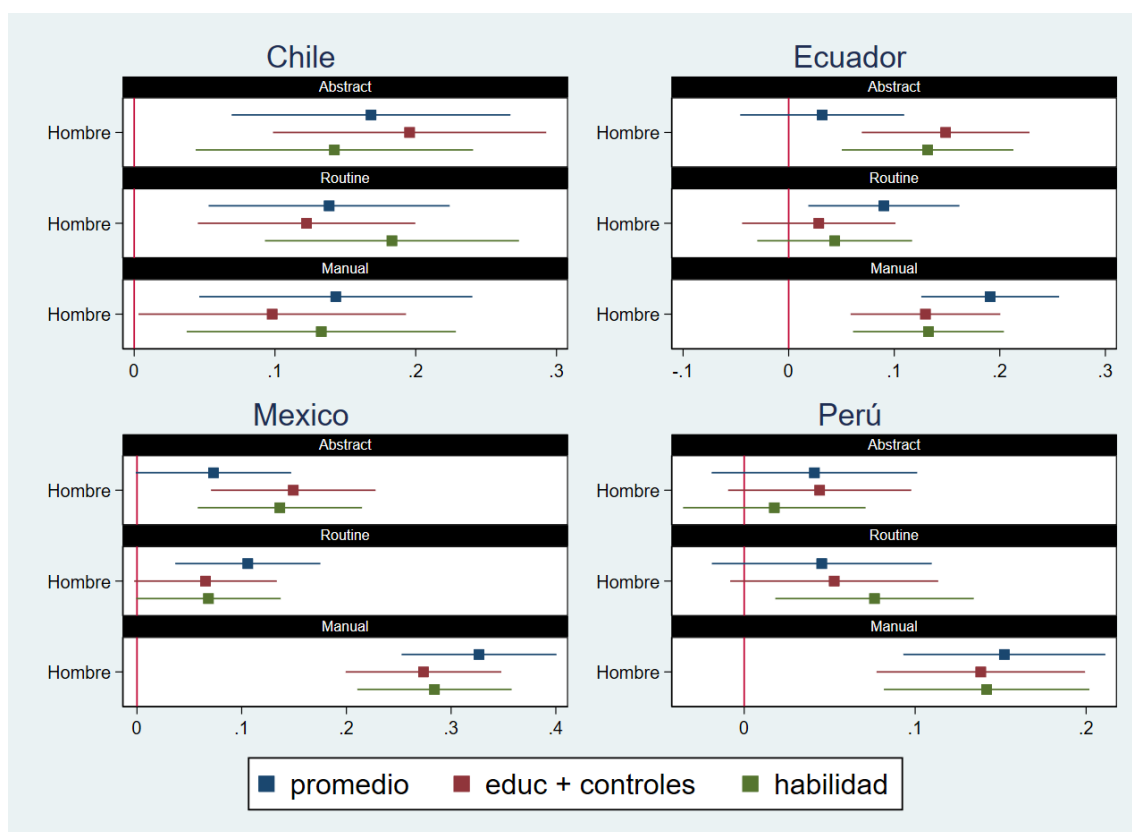 Chile
Abstract
Hombre
Routine
Hombre
Manual
Hombre
0 .1 .2 .3
Ecuador
Abstract
Hombre
Routine
Hombre
Manual
Hombre
-.1 0 .1 .2 .3
Mexico
Abstract
Hombre
Routine
Hombre
Manual
Hombre
0 .1 .2 .3 .4
Perú
Abstract
Hombre
Routine
Hombre
Manual
Hombre
0 .1 .2
promedio educ + controles habilidad